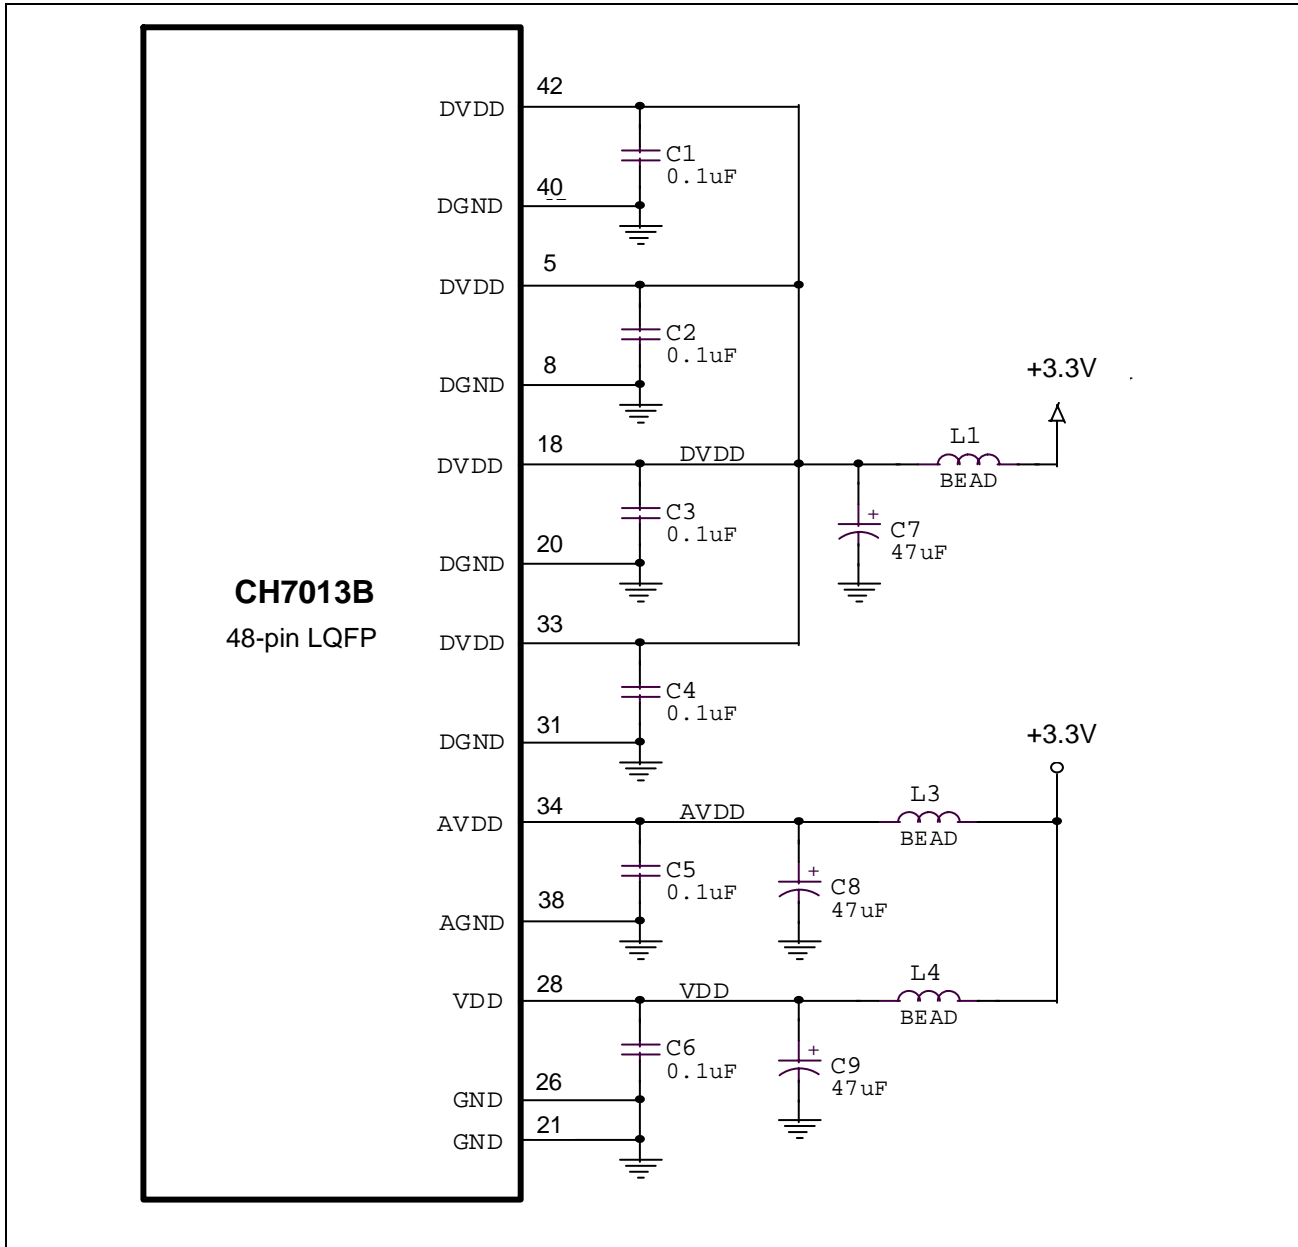 42
DVDD
C1
0.1uF
40
DGND
5
DVDD
C2
0.1uF
8
DGND
+3.3V
18
DVDD
DVDD
L1
BEAD
C3
0.1uF
+
C7
47uF
20
DGND
CH7013B
48-pin LQFP
33
DVDD
C4
0.1uF
31
DGND
+3.3V
34
AVDD
AVDD
L3
BEAD
C5
0.1uF
+
C8
47uF
38
AGND
28
VDD
VDD
L4
BEAD
C6
0.1uF
+
C9
47uF
26
GND
21
GND